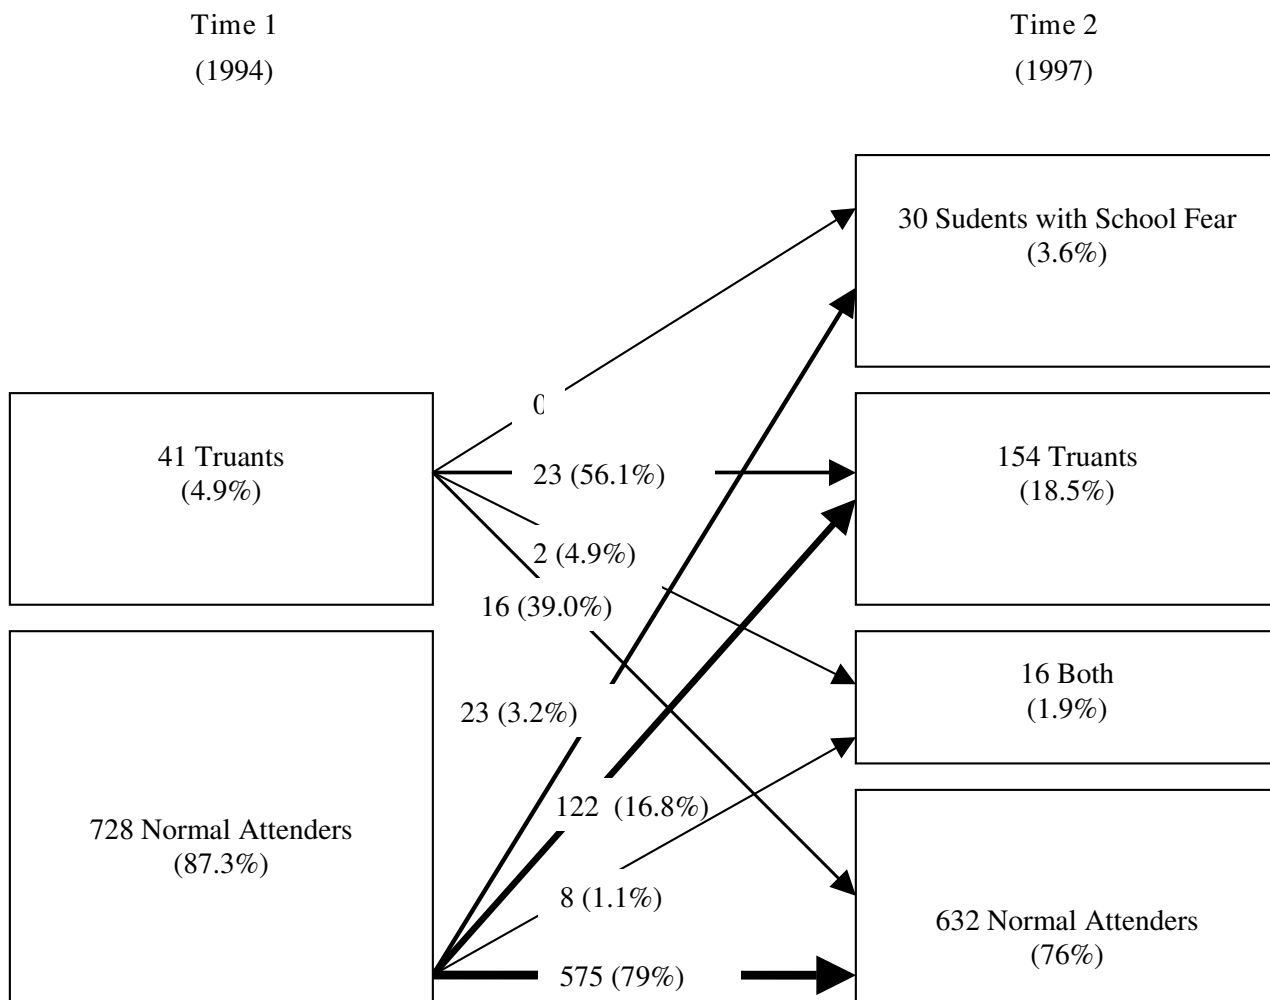 Time 1
(1994)
Time 2
(1997)
30 Sudents with School Fear
(3.6%)
0
41 Truants
(4.9%)
23 (56.1%)
154 Truants
(18.5%)
2 (4.9%)
16 (39.0%)
16 Both
(1.9%)
23 (3.2%)
122 (16.8%)
728 Normal Attenders
(87.3%)
8 (1.1%)
632 Normal Attenders
(76%)
575 (79%)